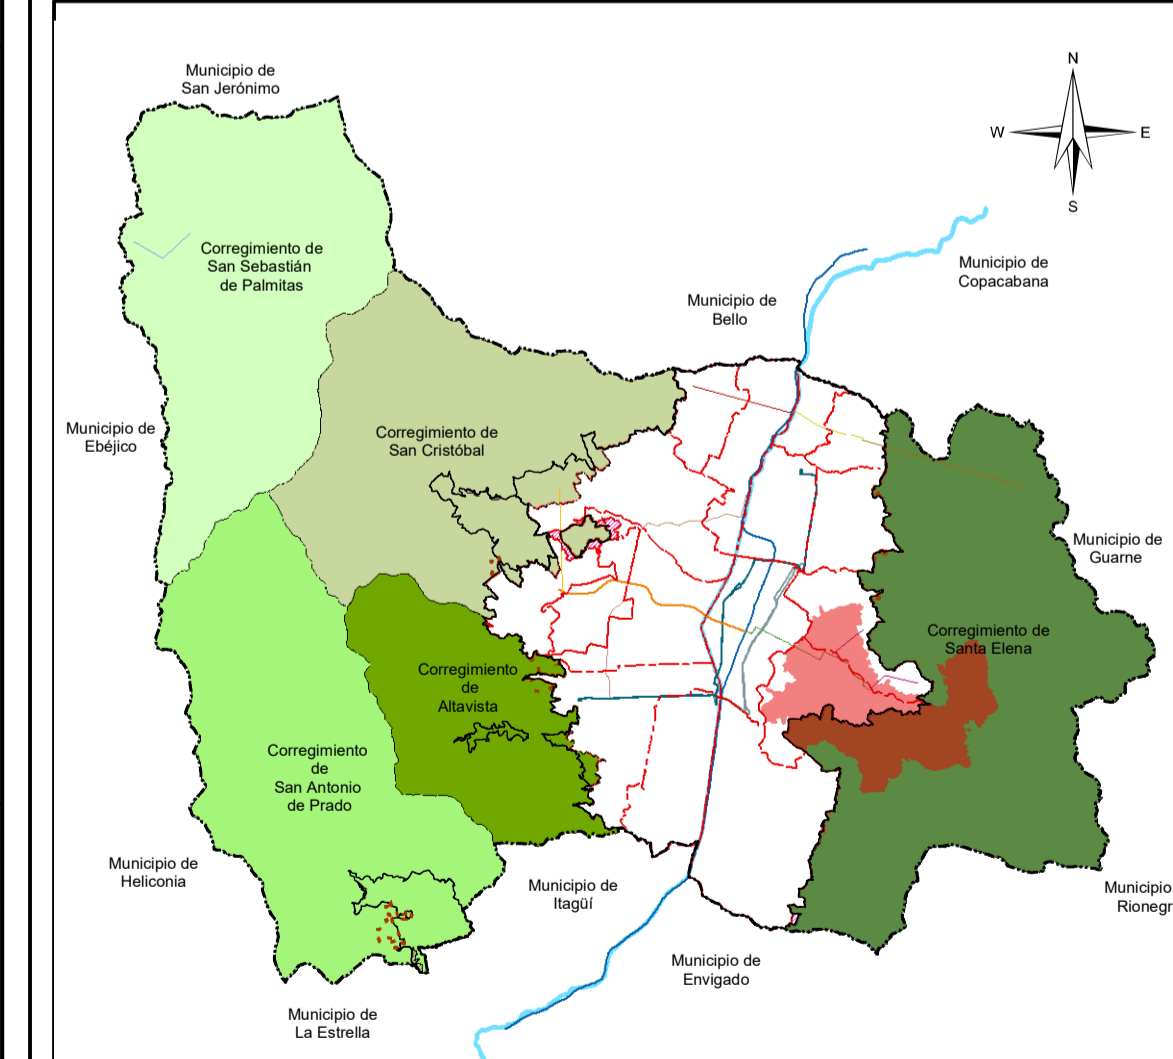 Municipio de
San Jerónimo
N
W
E
S
Corregimiento de
San Sebastián
de Palmitas
Municipio de
Copacabana
Municipio de
Bello
Municipio de
Ebéjico
Corregimiento de
San Cristóbal
Municipio de
Guarne
Corregimiento de
Santa Elena
Corregimiento
de
Altavista
Corregimiento
de
San Antonio
de Prado
Municipio de
Heliconia
Municipio de
Itagüí
Municipio
Rionegr
Municipio de
Envigado
Municipio de
La Estrella